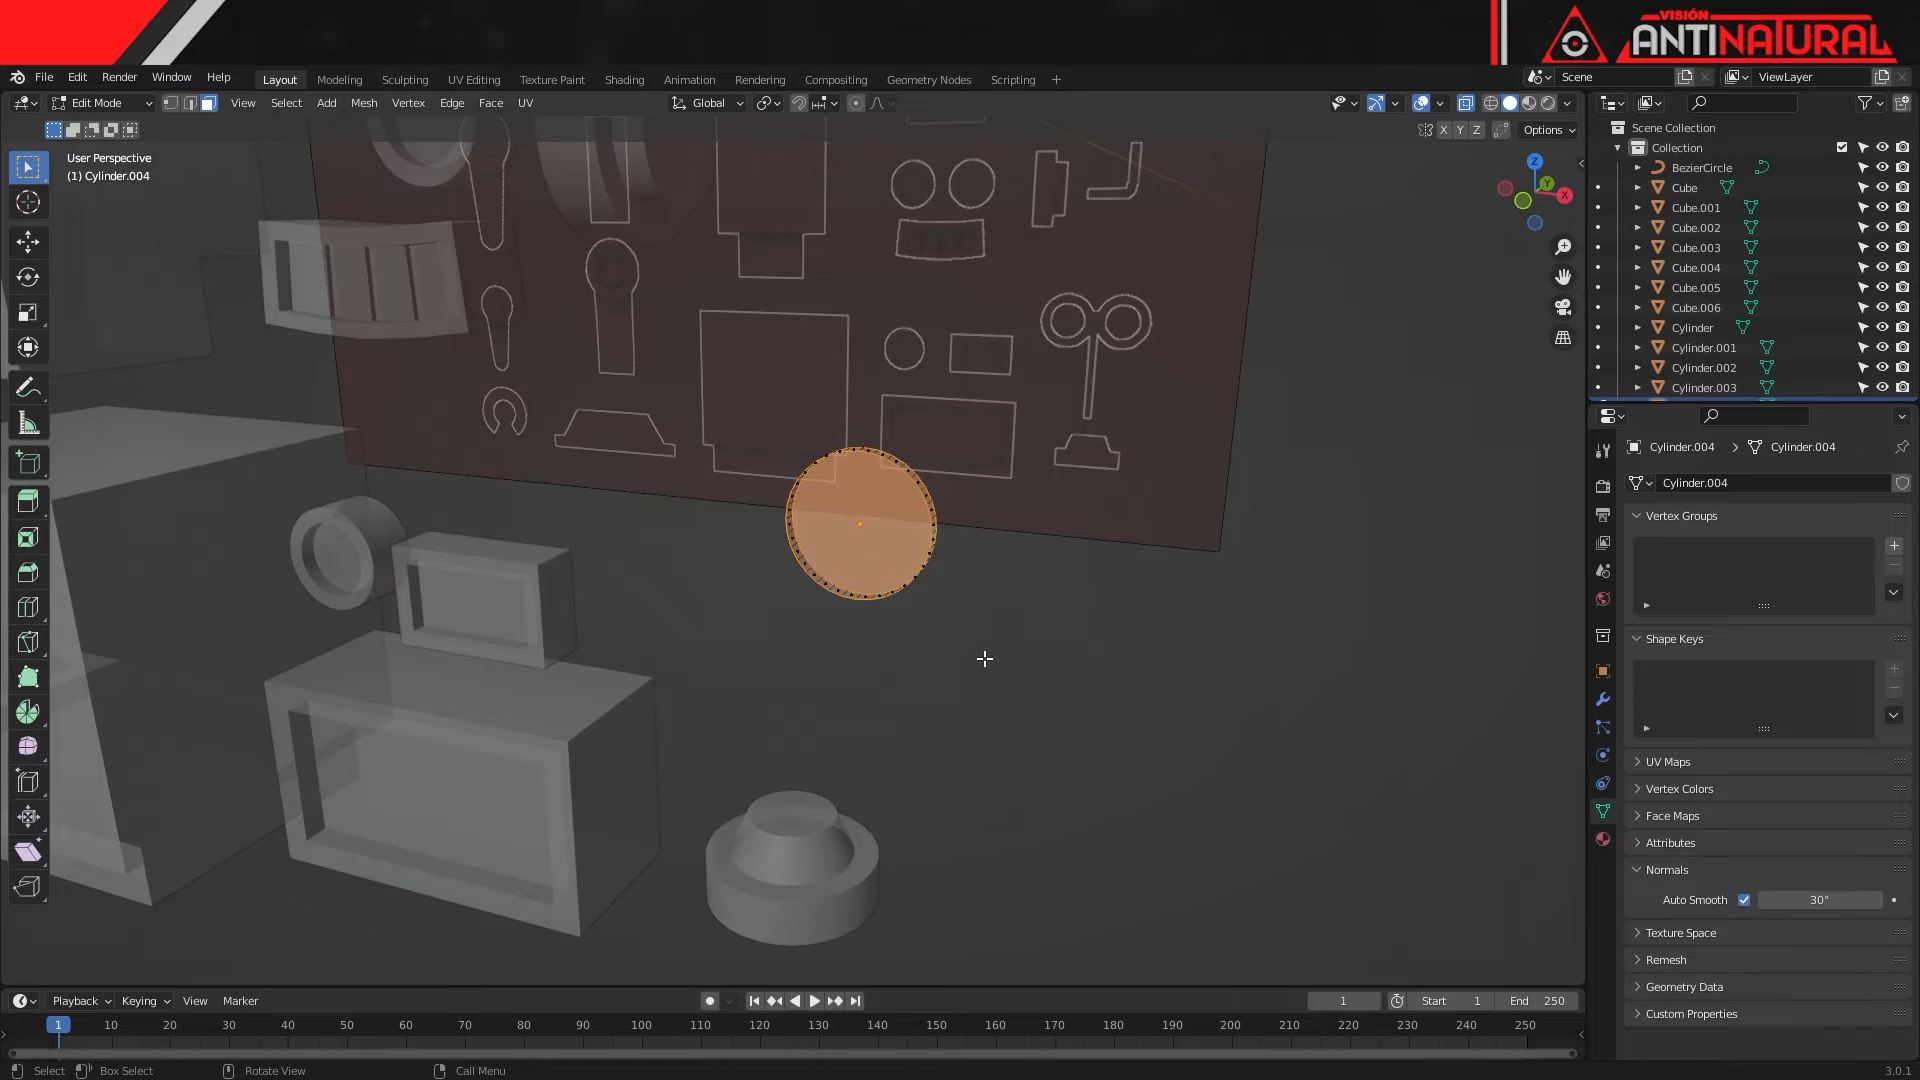 VISIÓN
ANTINATURAL
File Edit Render Window Help Layout Modeling Sculpting UV Editing Texture Paint Shading Animation Rendering Compositing Geometry Nodes Scripting + Scene ViewLayer
Edit Mode View Select Add Mesh Vertex Edge Face UV Global
X Y Z Options
User Perspective
(1) Cylinder.004
Z
Y
X
Scene Collection
Collection
BezierCircle
Cube
Cube.001
Cube.002
Cube.003
Cube.004
Cube.005
Cube.006
Cylinder
Cylinder.001
Cylinder.002
Cylinder.003
Cylinder.004 > Cylinder.004
Cylinder.004
Vertex Groups
Shape Keys
UV Maps
Vertex Colors
Face Maps
Attributes
Normals
Auto Smooth 30°
Texture Space
Remesh
Geometry Data
Custom Properties
Playback Keying View Marker 1 Start 1 End 250
1 10 20 30 40 50 60 70 80 90 100 110 120 130 140 150 160 170 180 190 200 210 220 230 240 250
Select Box Select Rotate View Call Menu 3.0.1